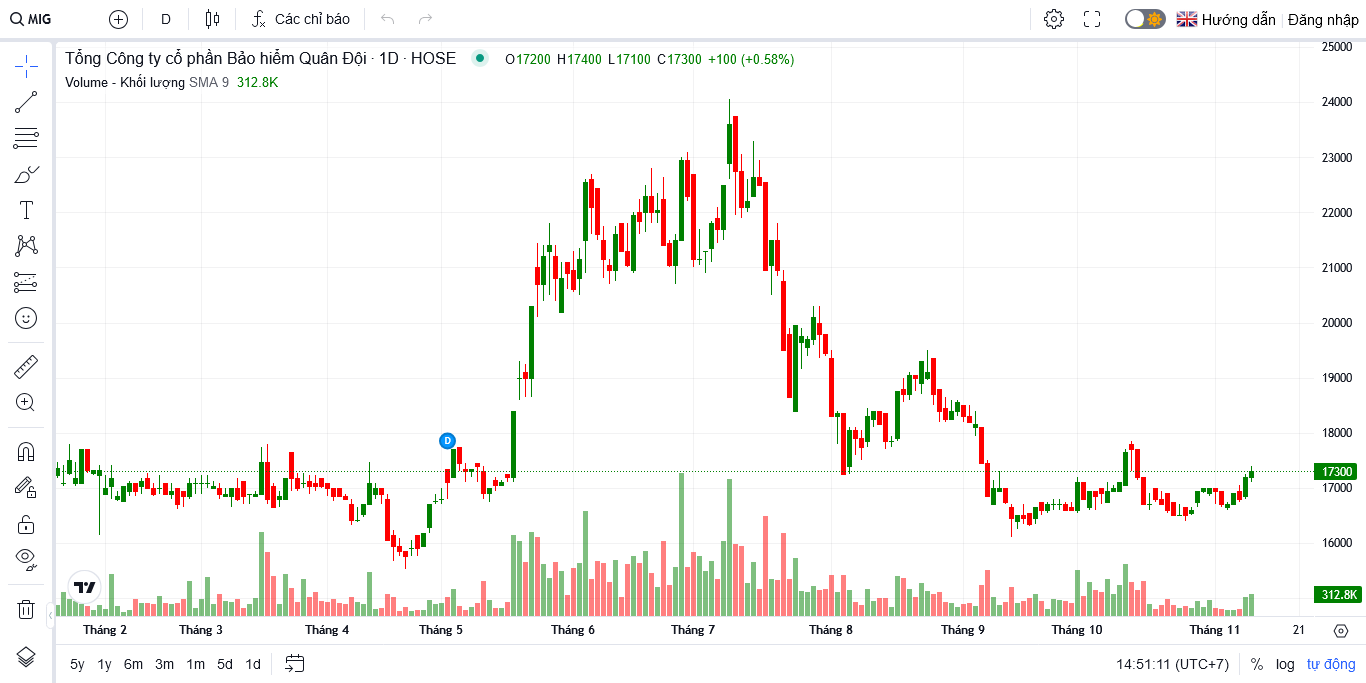 MIG D Các chỉ báo Hướng dẫn Đăng nhập
Tổng Công ty cổ phần Bảo hiểm Quân Đội · 1D · HOSE O17200 H17400 L17100 C17300 +100 (+0.58%)
Volume - Khối lượng SMA 9 312.8K
25000
24000
23000
22000
21000
20000
19000
18000
D
17300
17000
16000
312.8K
Tháng 2 Tháng 3 Tháng 4 Tháng 5 Tháng 6 Tháng 7 Tháng 8 Tháng 9 Tháng 10 Tháng 11 21
5y 1y 6m 3m 1m 5d 1d 14:51:11 (UTC+7) % log tự động